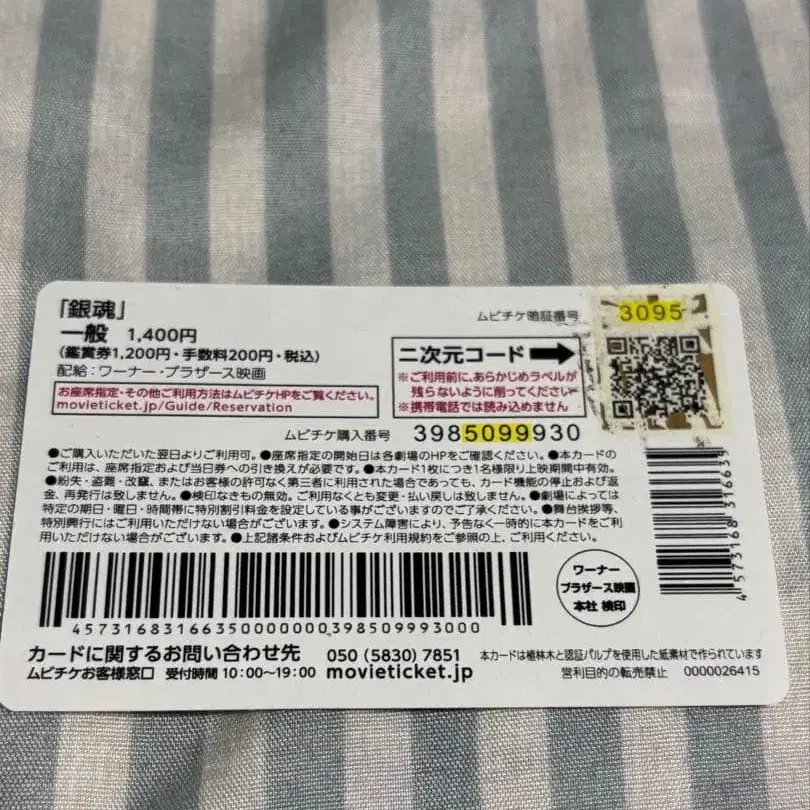 「銀魂」
一般 1,400円
(鑑賞券1,200円・手数料200円・税込)
配給:ワーナー・ブラザース映画
お座席指定・その他ご利用方法はムビチケHPをご覧ください。
movieticket.jp/Guide/Reservation
ムビチケ暗証番号
3095
二次元コード
※ご利用前に、あらかじめラベルが
残らないように削ってください
※携帯電話では読み込めません
ムビチケ購入番号 3985099930
●ご購入いただいた翌日よりご利用可。●座席指定の開始日は各劇場のHPをご確認ください。●本カードの
ご利用は、座席指定および当日券への引き換えが必要です。●本カード1枚につき1名様限り上映期間中有効。
●紛失・盗難・改竄、またはお客様の許可なく第三者に利用された場合であっても、カード機能の停止および返
金、再発行は致しません。●検印なきもの無効。ご利用なくとも変更・払い戻しは致しません。●劇場によっては
特定の期日・曜日・時間帯に特別割引料金を設定している事がございますのでご了承ください。●舞台挨拶等、
特別興行にはご利用いただけない場合がございます。●システム障害により、予告なく一時的に本カードをご利
用いただけない場合がございます。●上記諸条件およびムビチケ利用規約をご参照の上、ご利用ください。
4573168316635000000000398509993000
ワーナー
ブラザース映画
本社 検印
4 573168 316635
カードに関するお問い合わせ先 050 (5830) 7851
ムビチケお客様窓口 受付時間 10:00〜19:00 movieticket.jp
本カードは植林木と認証パルプを使用した紙素材で作られています
営利目的の転売禁止 0000026415